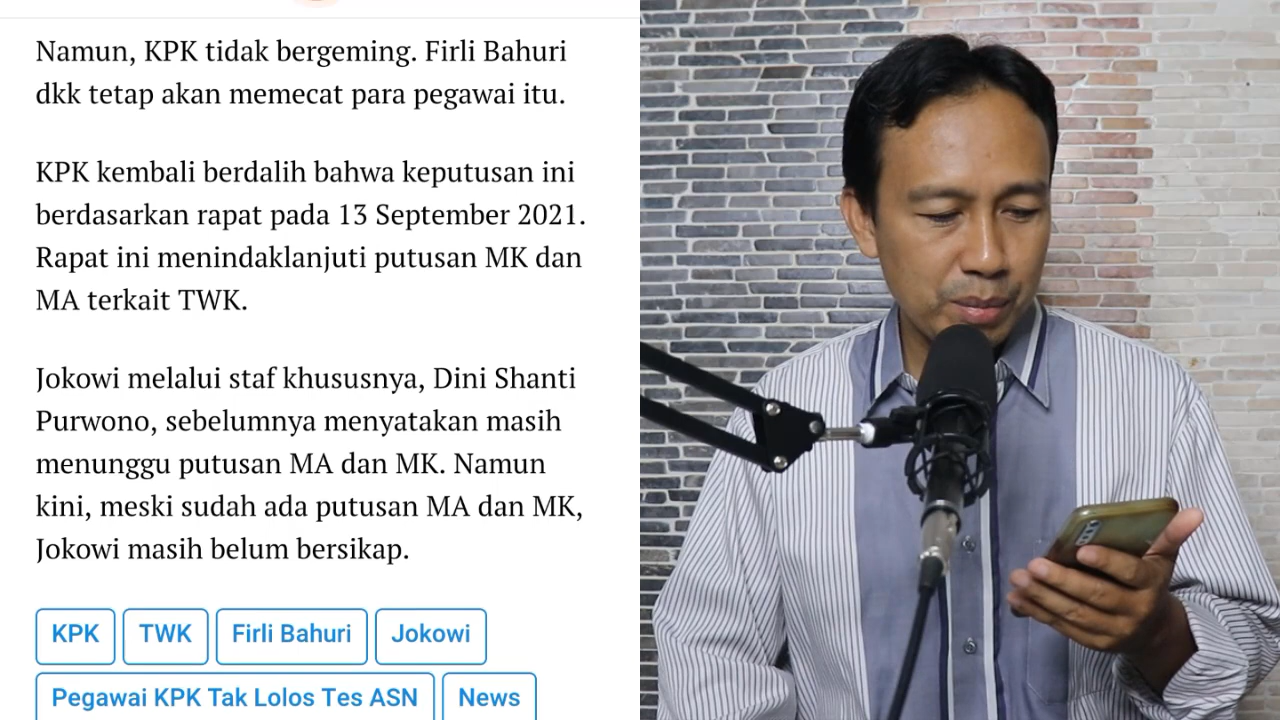 Namun, KPK tidak bergeming. Firli Bahuri
dkk tetap akan memecat para pegawai itu.
KPK kembali berdalih bahwa keputusan ini
berdasarkan rapat pada 13 September 2021.
Rapat ini menindaklanjuti putusan MK dan
MA terkait TWK.
Jokowi melalui staf khususnya, Dini Shanti
Purwono, sebelumnya menyatakan masih
menunggu putusan MA dan MK. Namun
kini, meski sudah ada putusan MA dan MK,
Jokowi masih belum bersikap.
KPK TWK Firli Bahuri Jokowi
Pegawai KPK Tak Lolos Tes ASN News